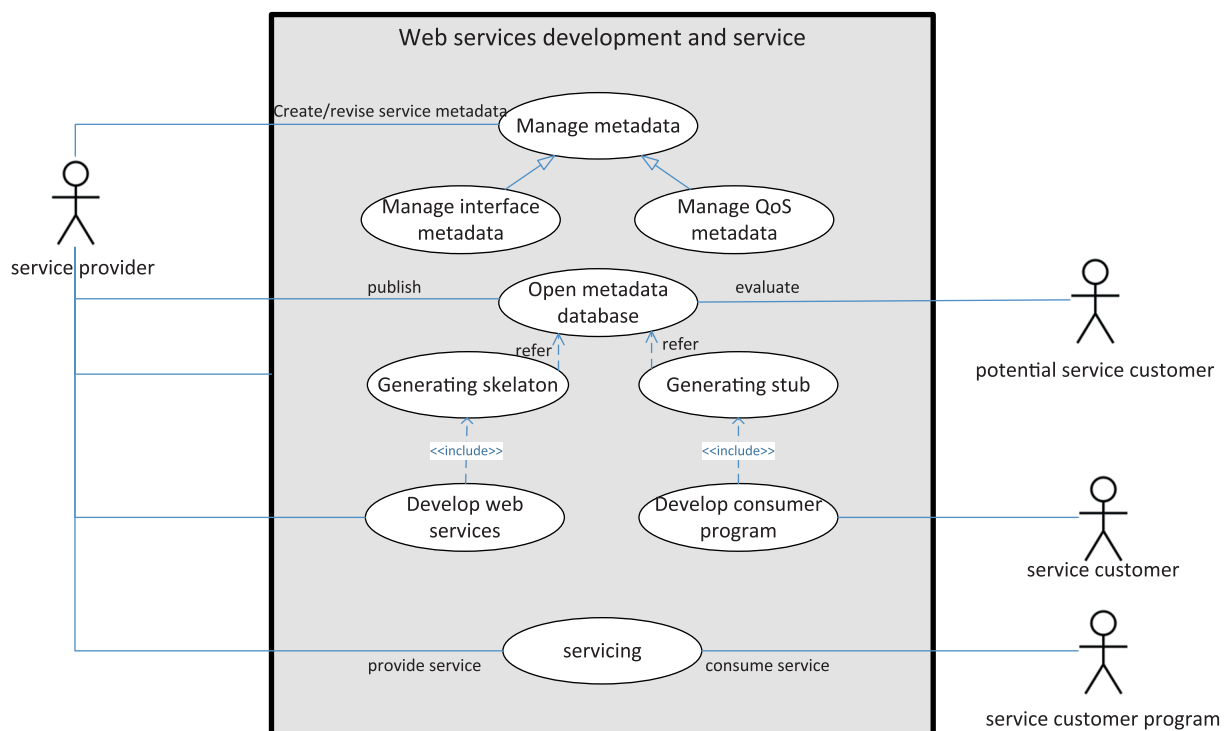 Web services development and service
Create/revise service metadata
Manage metadata
Manage interface
metadata
Manage QoS
metadata
service provider
publish
Open metadata
database
evaluate
refer
refer
potential service customer
Generating skelaton
Generating stub
<<include>>
<<include>>
Develop web
services
Develop consumer
program
service customer
servicing
provide service
consume service
service customer program